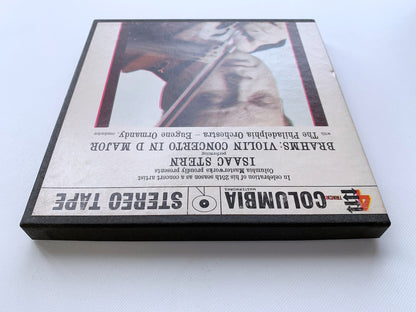 4 TRACK
COLUMBIA
MASTERWORKS
STEREO TAPE
In celebration of his 25th season as a concert artist
Columbia Masterworks proudly presents
ISAAC STERN
performing
BRAHMS: VIOLIN CONCERTO IN D MAJOR
with The Philadelphia Orchestra – Eugene Ormandy, conductor